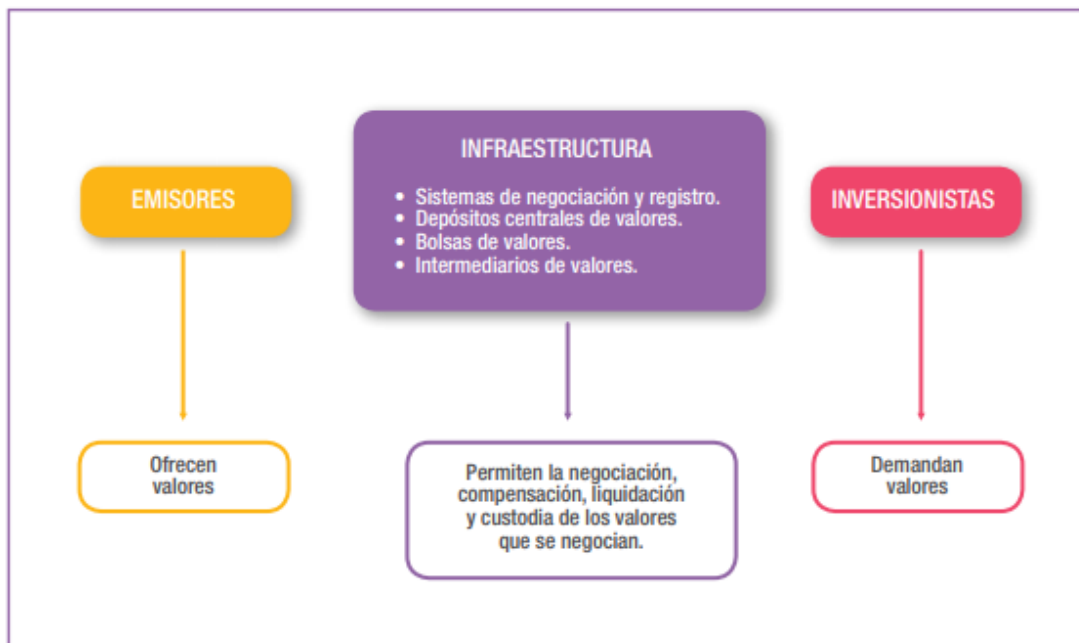 EMISORES
INFRAESTRUCTURA
• Sistemas de negociación y registro.
• Depósitos centrales de valores.
• Bolsas de valores.
• Intermediarios de valores.
INVERSIONISTAS
Ofrecen
valores
Permiten la negociación,
compensación, liquidación
y custodia de los valores
que se negocian.
Demandan
valores